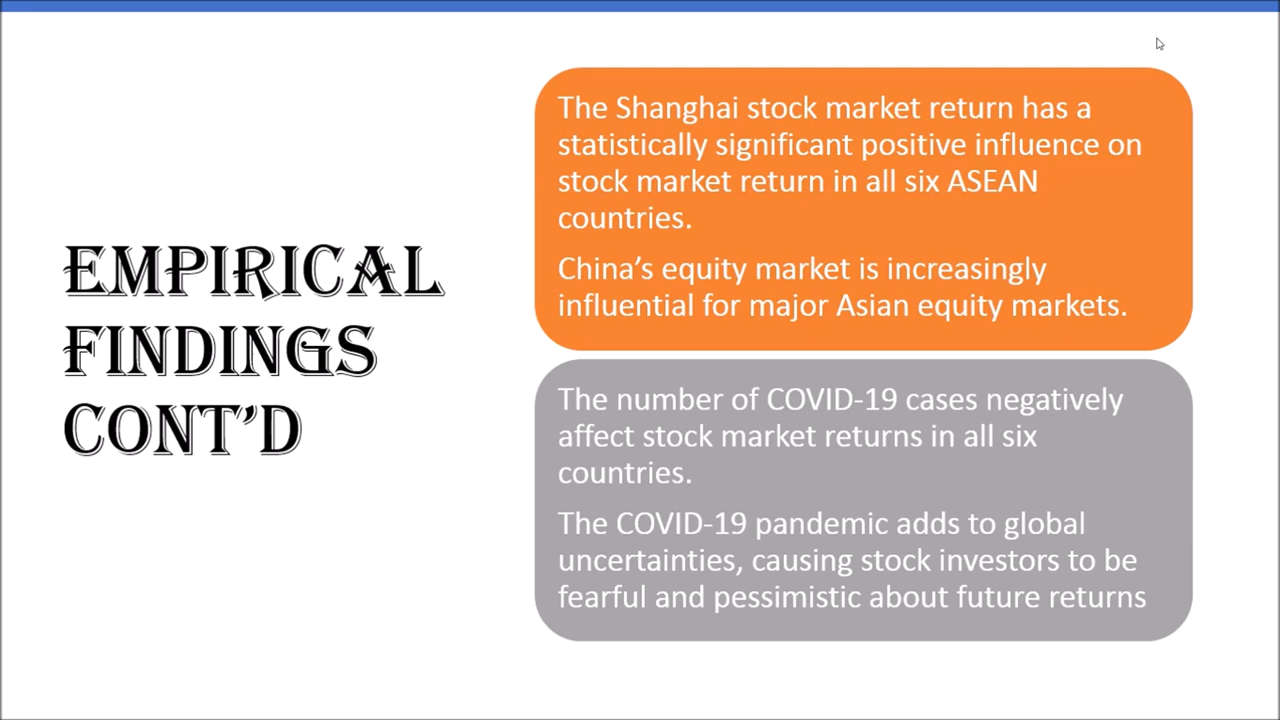 EMPIRICAL
FINDINGS
CONT’D
The Shanghai stock market return has a
statistically significant positive influence on
stock market return in all six ASEAN
countries.
China’s equity market is increasingly
influential for major Asian equity markets.
The number of COVID-19 cases negatively
affect stock market returns in all six
countries.
The COVID-19 pandemic adds to global
uncertainties, causing stock investors to be
fearful and pessimistic about future returns